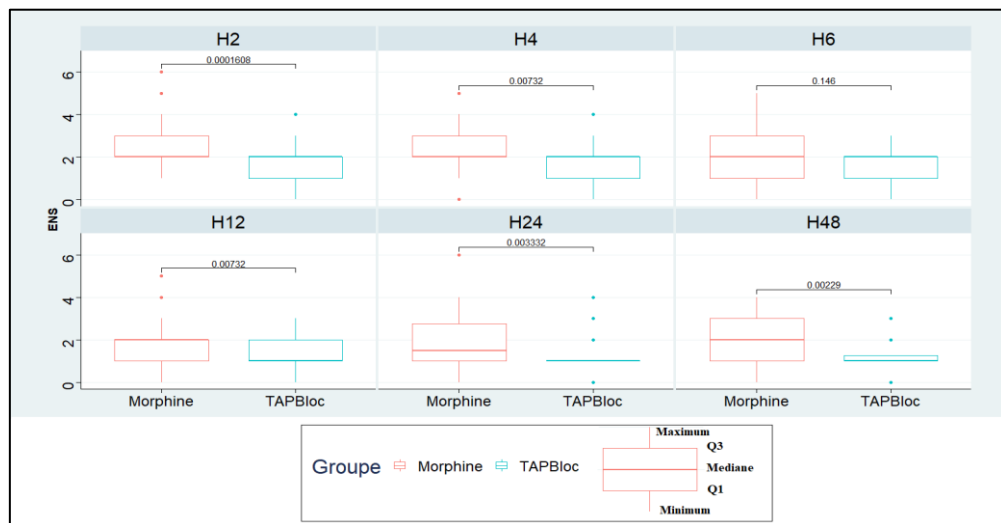 H2 H4 H6
0.0001608 0.00732 0.146
6
4
2
0
ENS
H12 H24 H48
0.00732 0.003332 0.00229
6
4
2
0
Morphine TAPBloc Morphine TAPBloc Morphine TAPBloc
Groupe Morphine TAPBloc
Maximum
Q3
Mediane
Q1
Minimum